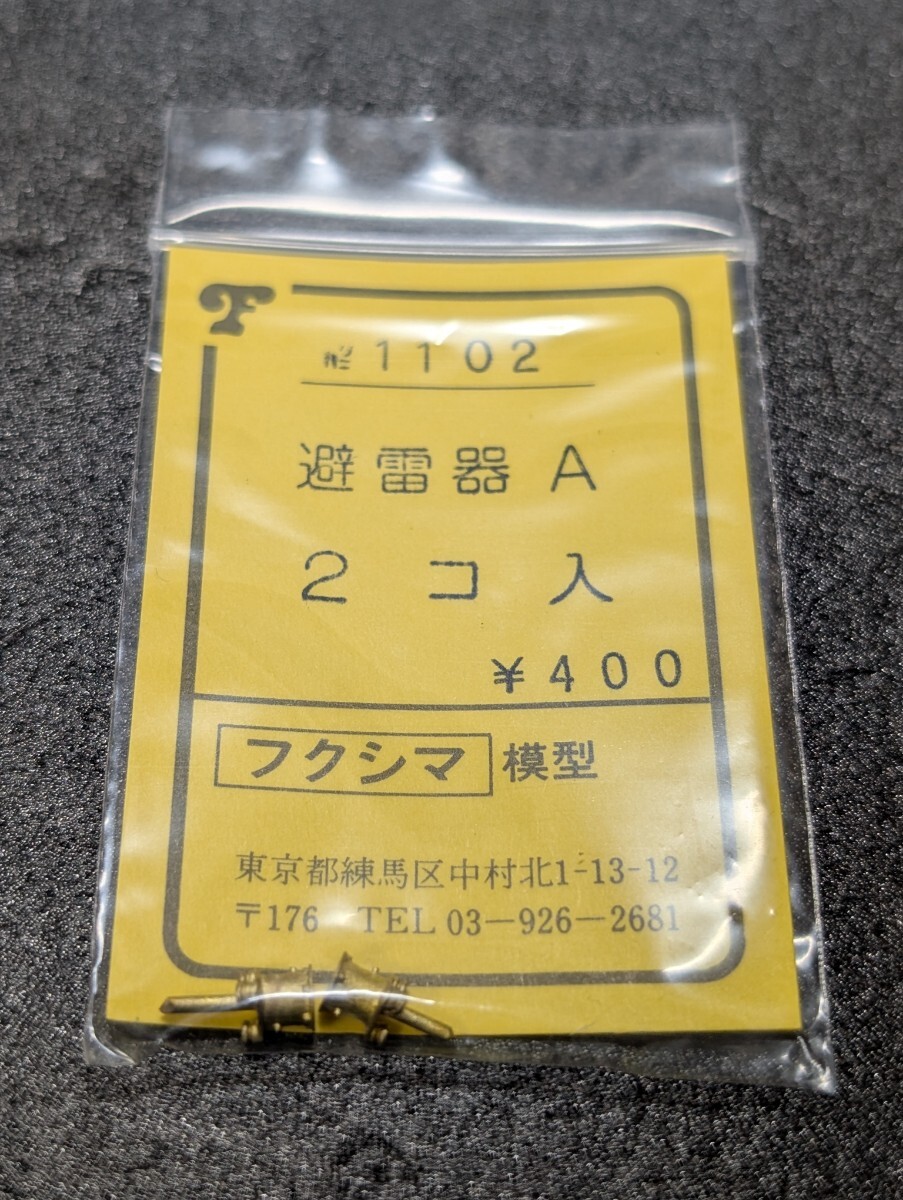 F
№1102
避雷器 A
2 コ 入
¥400
フクシマ 模型
東京都練馬区中村北1-13-12
〒176 TEL 03-926-2681